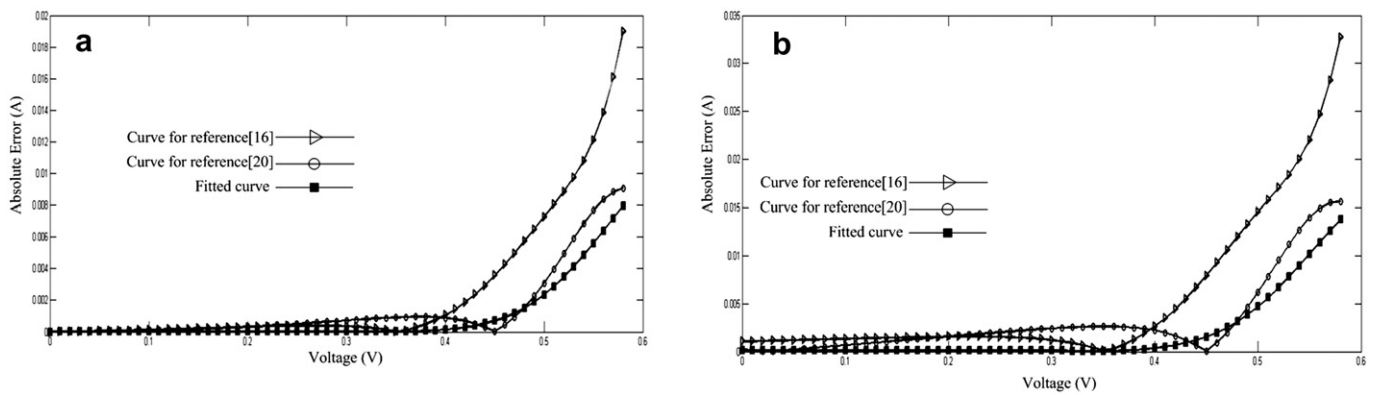 a
0.02
0.018
0.016
0.014
0.012
0.01
0.008
0.006
0.004
0.002
0
0.1
0.2
0.3
0.4
0.5
0.6
Absolute Error (A)
Voltage (V)
Curve for reference[16]
Curve for reference[20]
Fitted curve
b
0.035
0.03
0.025
0.02
0.015
0.01
0.005
0
0
0.1
0.2
0.3
0.4
0.5
0.6
Absolute Error (A)
Voltage (V)
Curve for reference[16]
Curve for reference[20]
Fitted curve